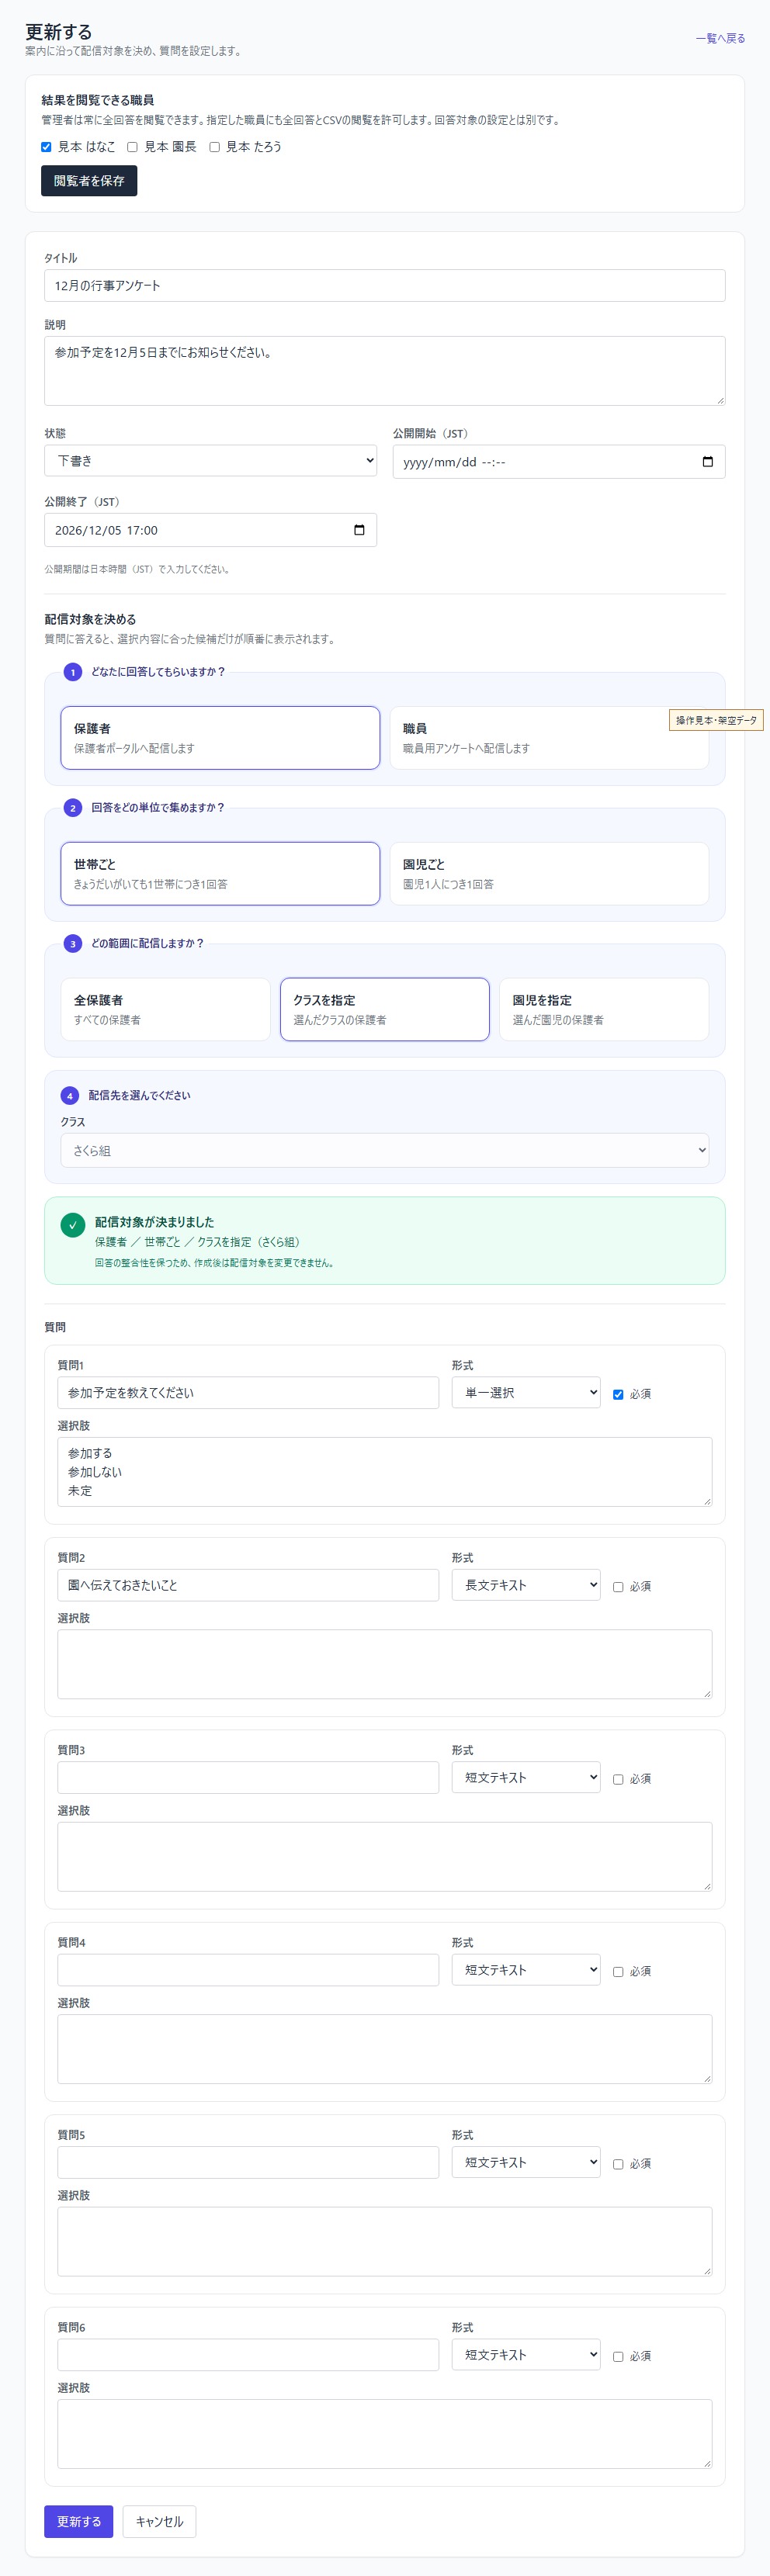 更新する
案内に沿って配信対象を決め、質問を設定します。
一覧へ戻る
結果を閲覧できる職員
管理者は常に全回答を閲覧できます。指定した職員にも全回答とCSVの閲覧を許可します。回答対象の設定とは別です。
見本 はなこ 見本 園長 見本 たろう
閲覧者を保存
タイトル
12月の行事アンケート
説明
参加予定を12月5日までにお知らせください。
状態
下書き
公開開始（JST）
yyyy/mm/dd --:--
公開終了（JST）
2026/12/05 17:00
公開期間は日本時間（JST）で入力してください。
配信対象を決める
質問に答えると、選択内容に合った候補だけが順番に表示されます。
1 どなたに回答してもらいますか？
保護者
保護者ポータルへ配信します
職員
職員用アンケートへ配信します
操作見本・架空データ
2 回答をどの単位で集めますか？
世帯ごと
きょうだいがいても1世帯につき1回答
園児ごと
園児1人につき1回答
3 どの範囲に配信しますか？
全保護者
すべての保護者
クラスを指定
選んだクラスの保護者
園児を指定
選んだ園児の保護者
4 配信先を選んでください
クラス
さくら組
✓ 配信対象が決まりました
保護者 ／ 世帯ごと ／ クラスを指定（さくら組）
回答の整合性を保つため、作成後は配信対象を変更できません。
質問
質問1
参加予定を教えてください
形式
単一選択
必須
選択肢
参加する
参加しない
未定
質問2
園へ伝えておきたいこと
形式
長文テキスト
必須
選択肢
質問3
形式
短文テキスト
必須
選択肢
質問4
形式
短文テキスト
必須
選択肢
質問5
形式
短文テキスト
必須
選択肢
質問6
形式
短文テキスト
必須
選択肢
更新する
キャンセル